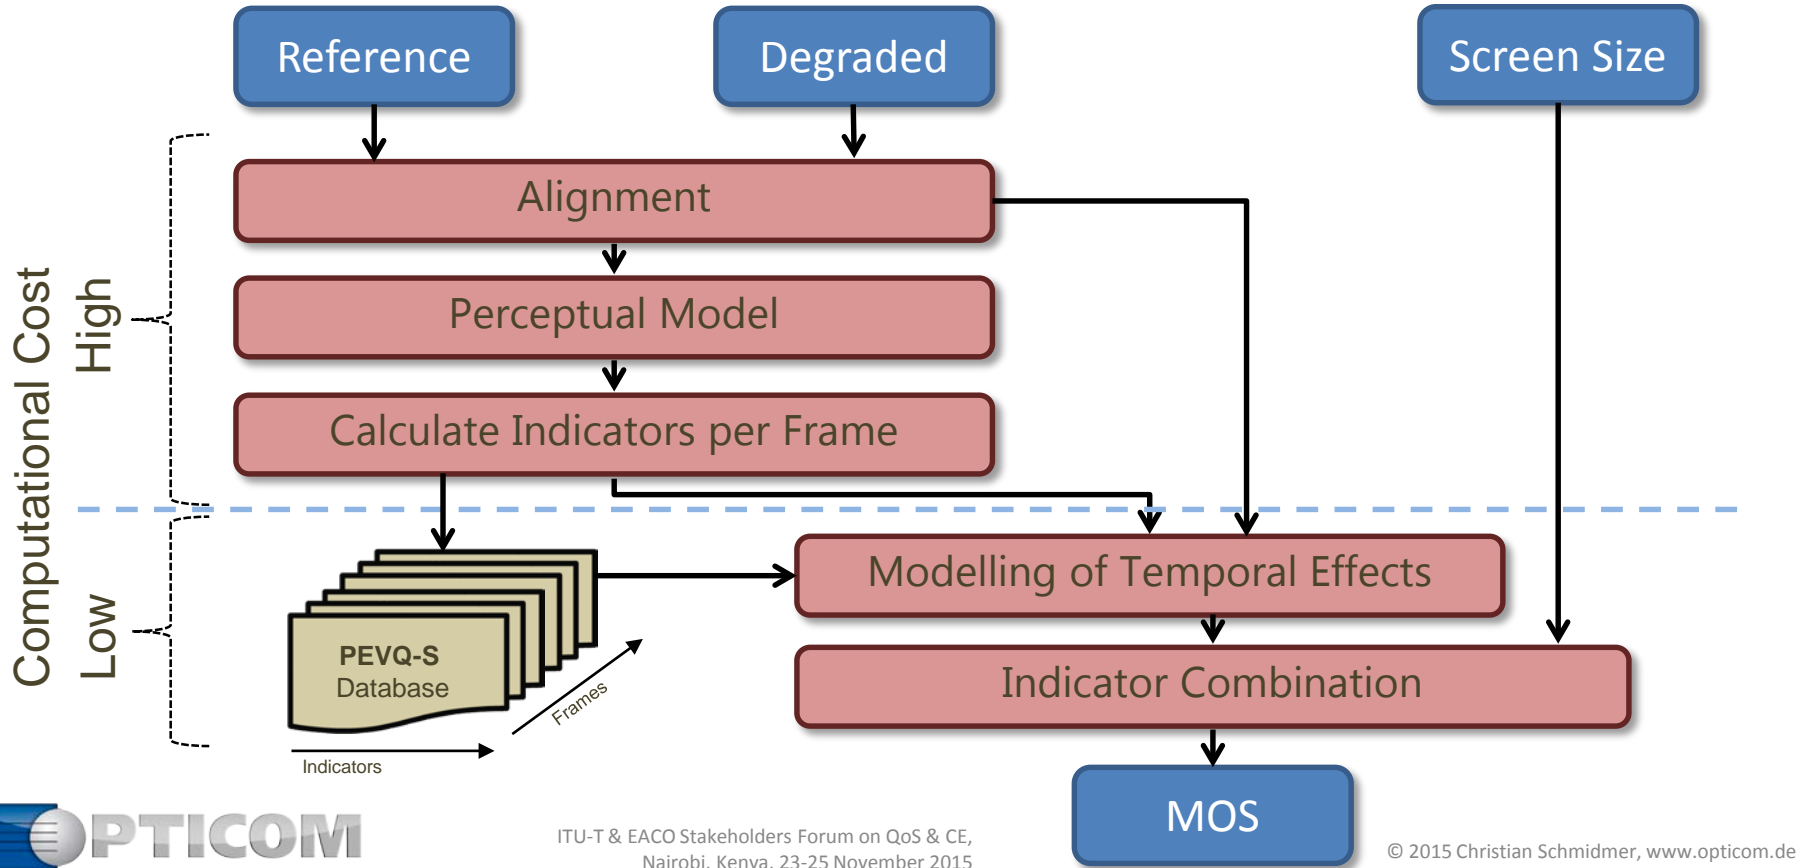 Reference
Degraded
Screen Size
Alignment
Perceptual Model
Calculate Indicators per Frame
Computational Cost
High
Low
Modelling of Temporal Effects
PEVQ-S
Database
Frames
Indicators
Indicator Combination
MOS
OPTICOM
ITU-T & EACO Stakeholders Forum on QoS & CE,
Nairobi, Kenya, 23-25 November 2015
© 2015 Christian Schmidmer, www.opticom.de